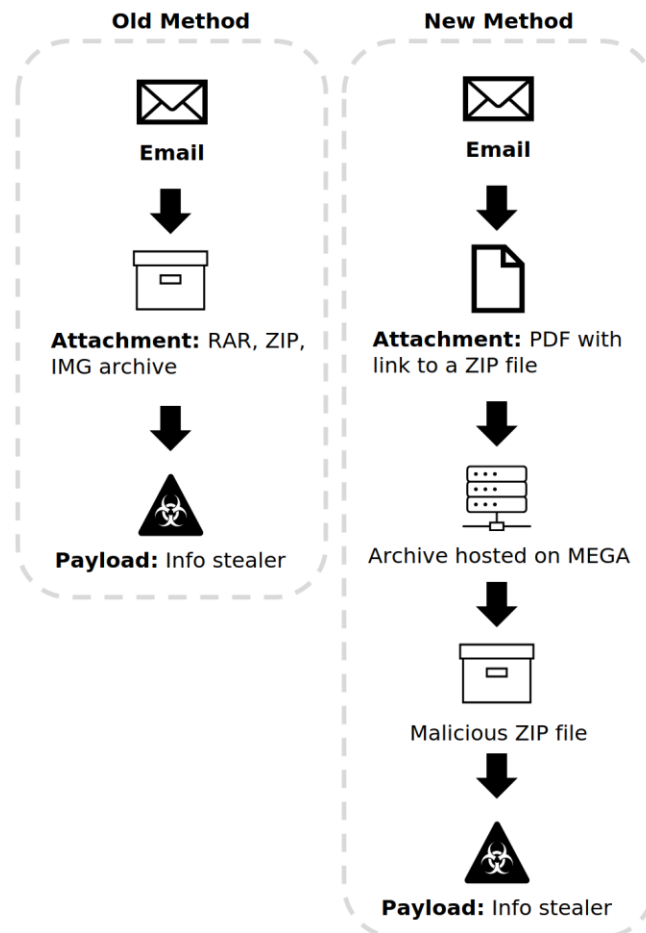 Old Method
Email
Attachment: RAR, ZIP,
IMG archive
Payload: Info stealer
New Method
Email
Attachment: PDF with
link to a ZIP file
Archive hosted on MEGA
Malicious ZIP file
Payload: Info stealer